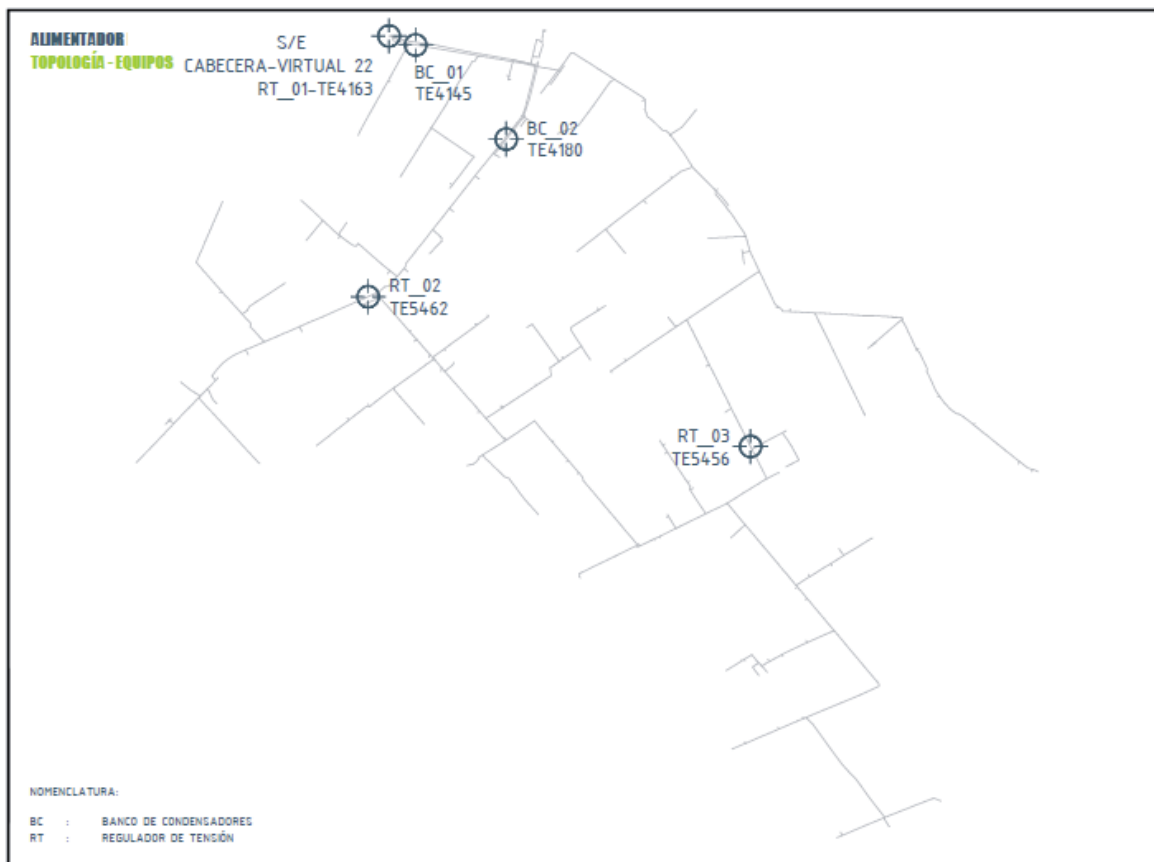 ALIMENTADOR
TOPOLOGÍA - EQUIPOS
S/E
CABECERA-VIRTUAL 22
RT_01-TE4163
BC_01
TE4145
BC_02
TE4180
RT_02
TE5462
RT_03
TE5456
NOMENCLATURA:
BC : BANCO DE CONDENSADORES
RT : REGULADOR DE TENSIÓN